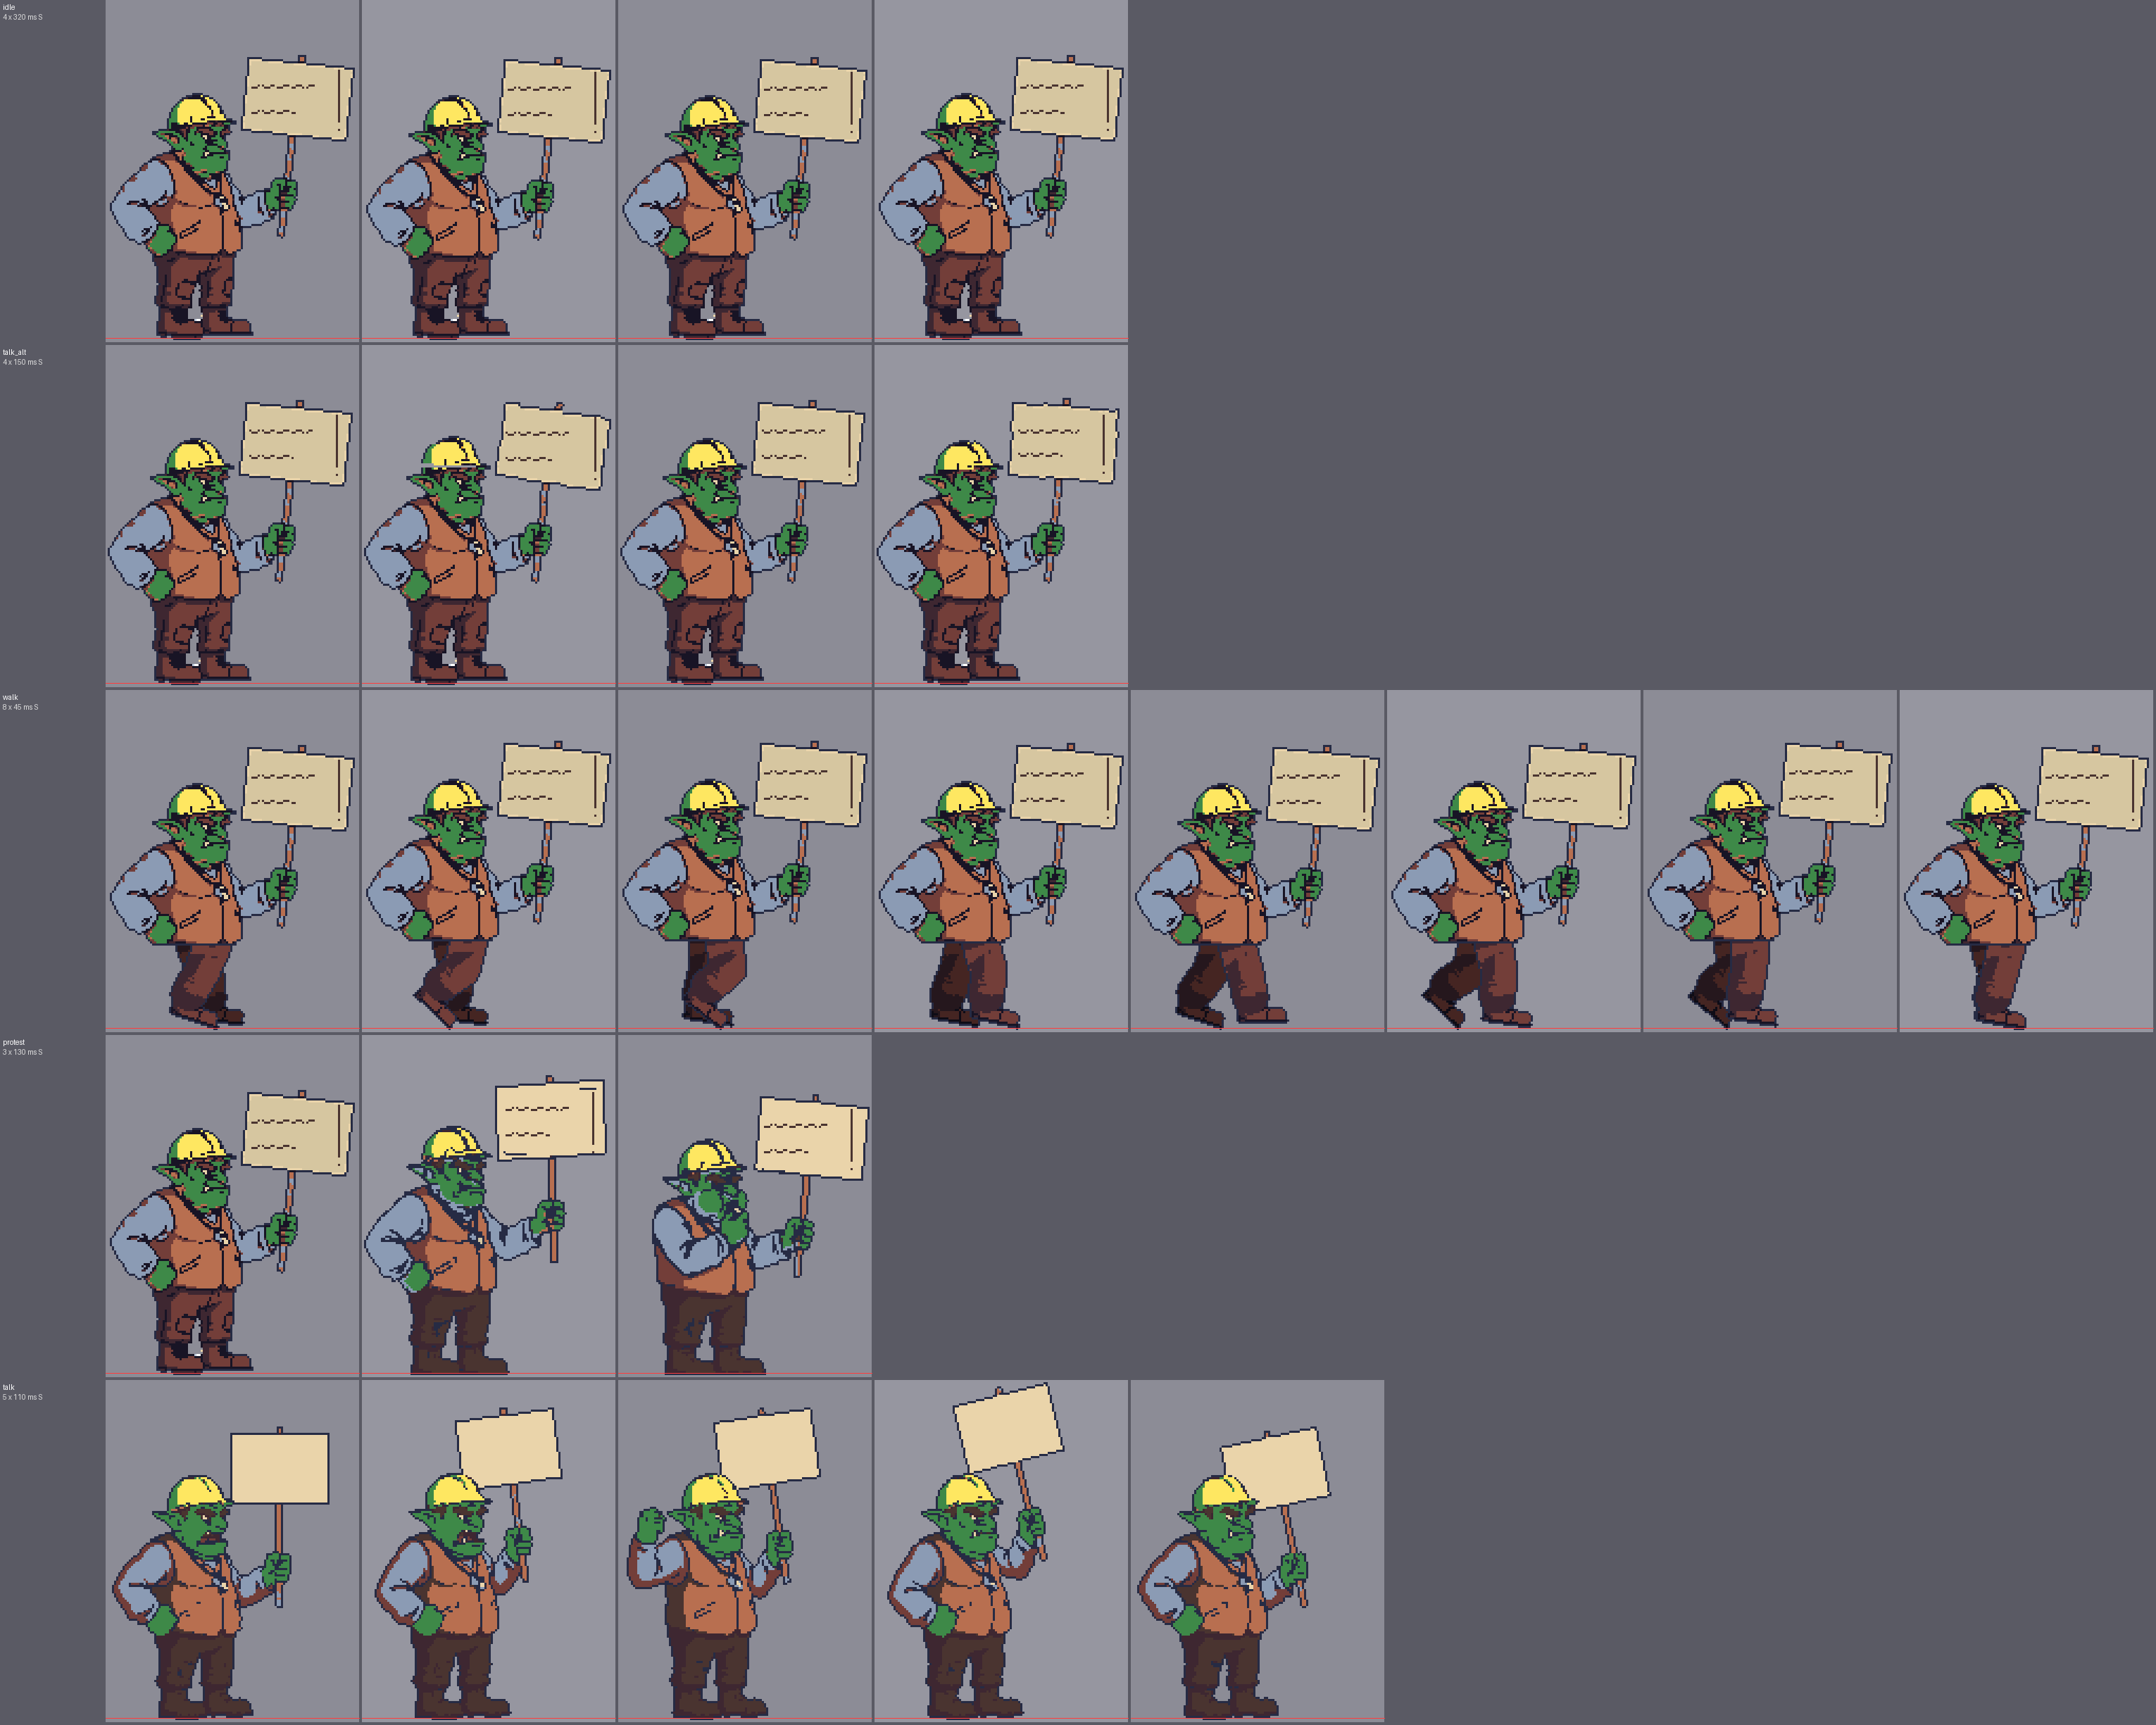 idle
4 x 320 ms S
talk_alt
4 x 150 ms S
walk
8 x 45 ms S
protest
3 x 130 ms S
talk
5 x 110 ms S